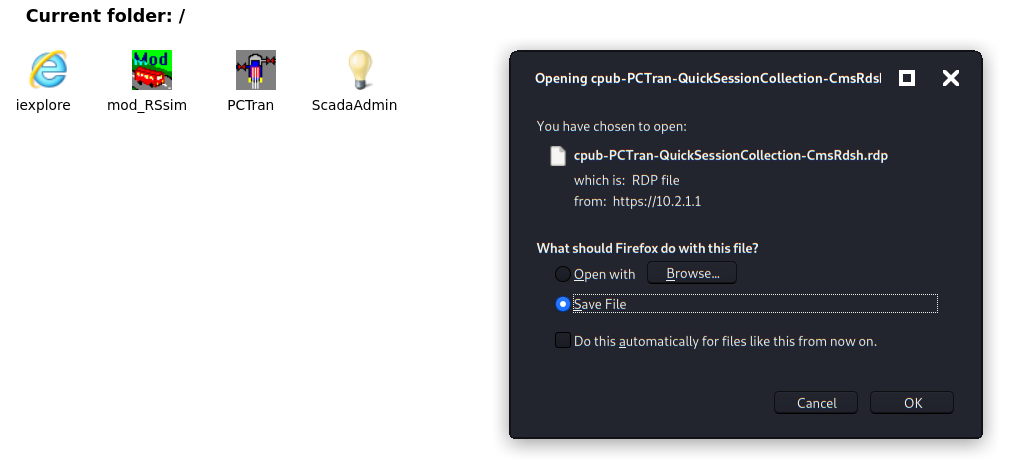 Current folder: /
Mod
iexplore
mod_RSsim
PCTran
ScadaAdmin
Opening cpub-PCTran-QuickSessionCollection-CmsRds
You have chosen to open:
cpub-PCTran-QuickSessionCollection-CmsRdsh.rdp
which is: RDP file
from: https://10.2.1.1
What should Firefox do with this file?
Open with
Browse...
Save File
Do this automatically for files like this from now on.
Cancel
OK